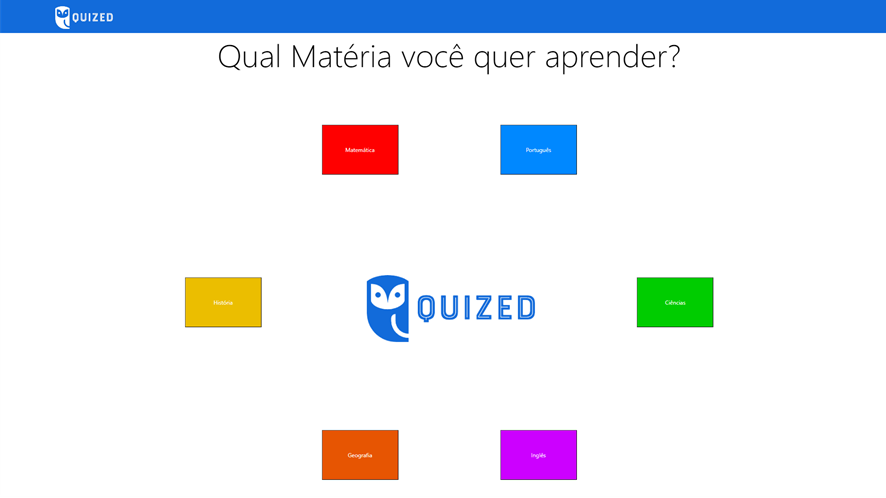 QUIZED
Qual Matéria você quer aprender?
Matemática
Português
História
QUIZED
Ciências
Geografia
Inglês